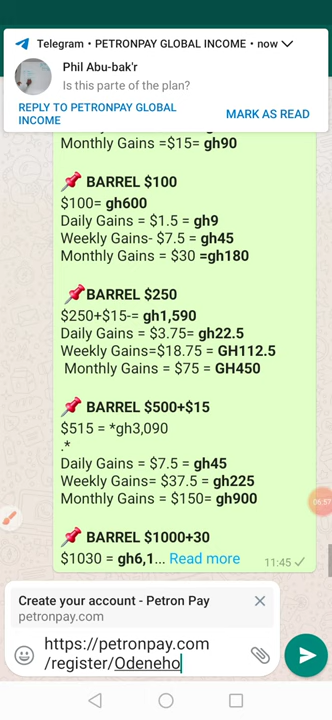 Telegram • PETRONPAY GLOBAL INCOME • now
Phil Abu-bak'r
Is this parte of the plan?
REPLY TO PETRONPAY GLOBAL INCOME
MARK AS READ
Monthly Gains =$15= gh90
BARREL $100
$100= gh600
Daily Gains = $1.5 = gh9
Weekly Gains- $7.5 = gh45
Monthly Gains = $30 =gh180
BARREL $250
$250+$15-= gh1,590
Daily Gains = $3.75= gh22.5
Weekly Gains=$18.75 = GH112.5
Monthly Gains = $75 = GH450
BARREL $500+$15
$515 = *gh3,090
.*
Daily Gains = $7.5 = gh45
Weekly Gains= $37.5 = gh225
Monthly Gains = $150= gh900
BARREL $1000+30
$1030 = gh6,1... Read more
11:45
06:57
Create your account - Petron Pay
petronpay.com
https://petronpay.com
/register/Odeneho